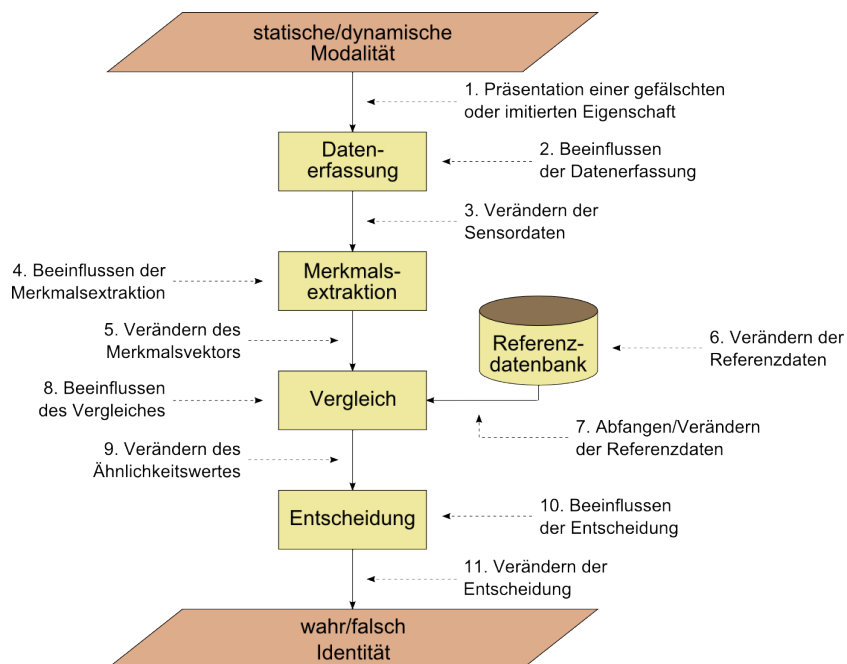 statische/dynamische
Modalität
1. Präsentation einer gefälschten
oder imitierten Eigenschaft
Daten-
erfassung
2. Beeinflussen
der Datenerfassung
3. Verändern der
Sensordaten
4. Beeinflussen der
Merkmalsextraktion
Merkmals-
extraktion
5. Verändern des
Merkmalsvektors
Referenz-
datenbank
6. Verändern der
Referenzdaten
8. Beeinflussen
des Vergleiches
Vergleich
7. Abfangen/Verändern
der Referenzdaten
9. Verändern des
Ähnlichkeitswertes
Entscheidung
10. Beeinflussen
der Entscheidung
11. Verändern der
Entscheidung
wahr/falsch
Identität